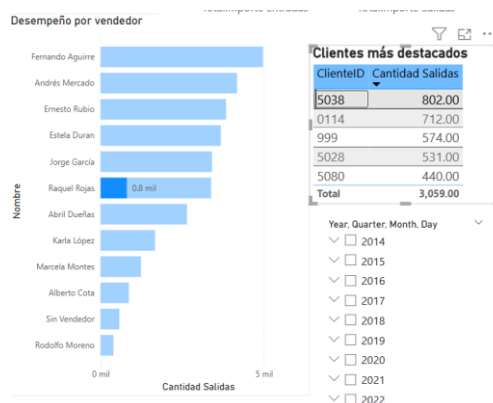 Desempeño por vendedor
Fernando Aguirre
Andrés Mercado
Ernesto Rubio
Estela Duran
Jorge García
Raquel Rojas
0.8 mil
Abril Dueñas
Karla López
Marcela Montes
Alberto Cota
Sin Vendedor
Rodolfo Moreno
Nombre
0 mil
5 mil
Cantidad Salidas
Clientes más destacados
ClienteID Cantidad Salidas
5038 802.00
0114 712.00
999 574.00
5028 531.00
5080 440.00
Total 3,059.00
Year, Quarter, Month, Day
2014
2015
2016
2017
2018
2019
2020
2021
2022